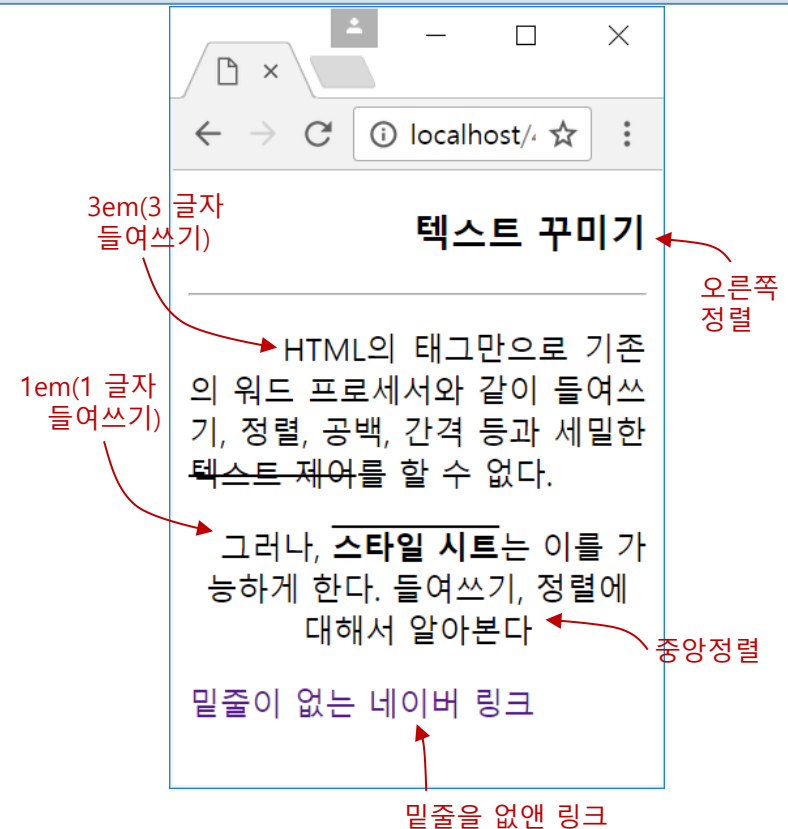 localhost/4
3em(3 글자
들여쓰기)
텍스트 꾸미기
오른쪽
정렬
HTML의 태그만으로 기존
의 워드 프로세서와 같이 들여쓰
기, 정렬, 공백, 간격 등과 세밀한
텍스트 제어를 할 수 없다.
1em(1 글자
들여쓰기)
그러나, 스타일 시트는 이를 가
능하게 한다. 들여쓰기, 정렬에
대해서 알아본다
중앙정렬
밑줄이 없는 네이버 링크
밑줄을 없앤 링크